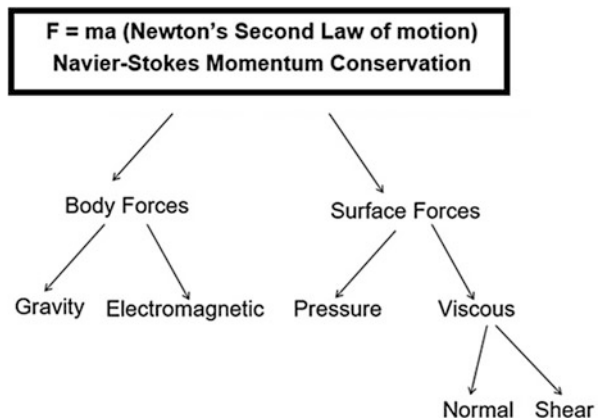 F = ma (Newton's Second Law of motion)
Navier-Stokes Momentum Conservation
Body Forces
Surface Forces
Gravity
Electromagnetic
Pressure
Viscous
Normal
Shear